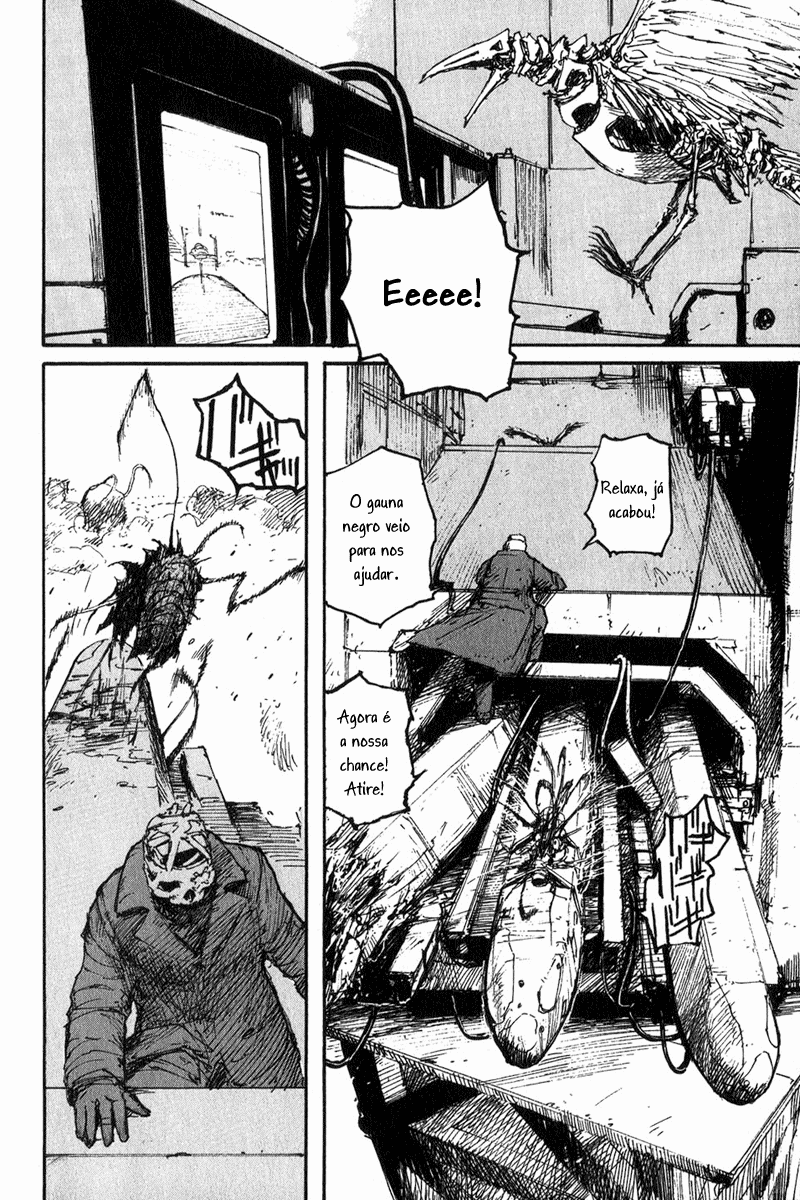 Eeeee!
Relaxa, já
acabou!
O gauna
negro veio
para nos
ajudar.
Agora é
a nossa
chance!
Atire!